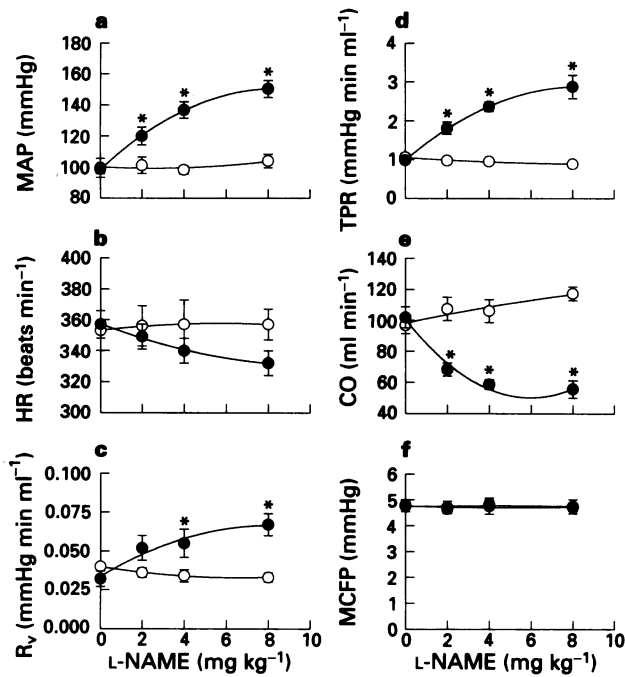 a
180
160
140
120
100
80
MAP (mmHg)
* * *
d
4
3
2
1
0
TPR (mmHg min ml⁻¹)
* * *
b
400
380
360
340
320
300
HR (beats min⁻¹)
e
140
120
100
80
60
40
CO (ml min⁻¹)
* * *
c
0.100
0.075
0.050
0.025
0.000
Rᵥ (mmHg min ml⁻¹)
* *
0 2 4 6 8 10
L-NAME (mg kg⁻¹)
f
6
5
4
3
2
1
0
MCFP (mmHg)
0 2 4 6 8 10
L-NAME (mg kg⁻¹)